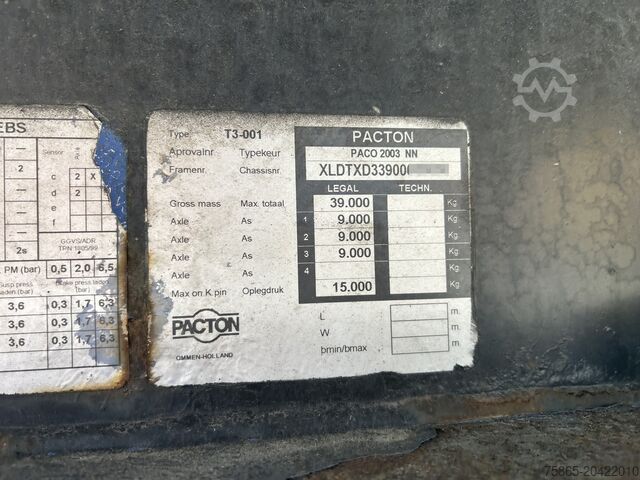 EBS
Sensor
— — c 2 X
2 — d 2
— — e
— — f
2s GGVS/ADR
TPN:1805/99
PM (bar) 0,5 2,0 6,5
3,6 0,3 1,7 6,3
3,6 0,3 1,7 6,3
3,6 0,3 1,7 6,3
Type T3-001 PACTON
Aprovalnr Typekeur PACO 2003 NN
Framenr. Chassisnr. XLDTXD33900
LEGAL TECHN.
Gross mass Max. totaal 39.000 Kg
Axle As 1 9.000 Kg
Axle As 2 9.000 Kg
Axle As 3 9.000 Kg
Axle As 4 Kg
Max on K pin Oplegdruk 15.000 Kg
PACTON
OMMEN-HOLLAND
L m.
W m.
bmin/bmax m.
75865-20422010